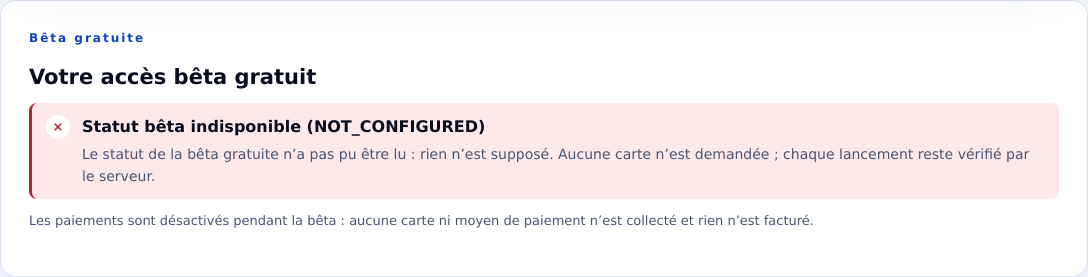 Bêta gratuite
Votre accès bêta gratuit
× Statut bêta indisponible (NOT_CONFIGURED)
Le statut de la bêta gratuite n’a pas pu être lu : rien n’est supposé. Aucune carte n’est demandée ; chaque lancement reste vérifié par
le serveur.
Les paiements sont désactivés pendant la bêta : aucune carte ni moyen de paiement n’est collecté et rien n’est facturé.